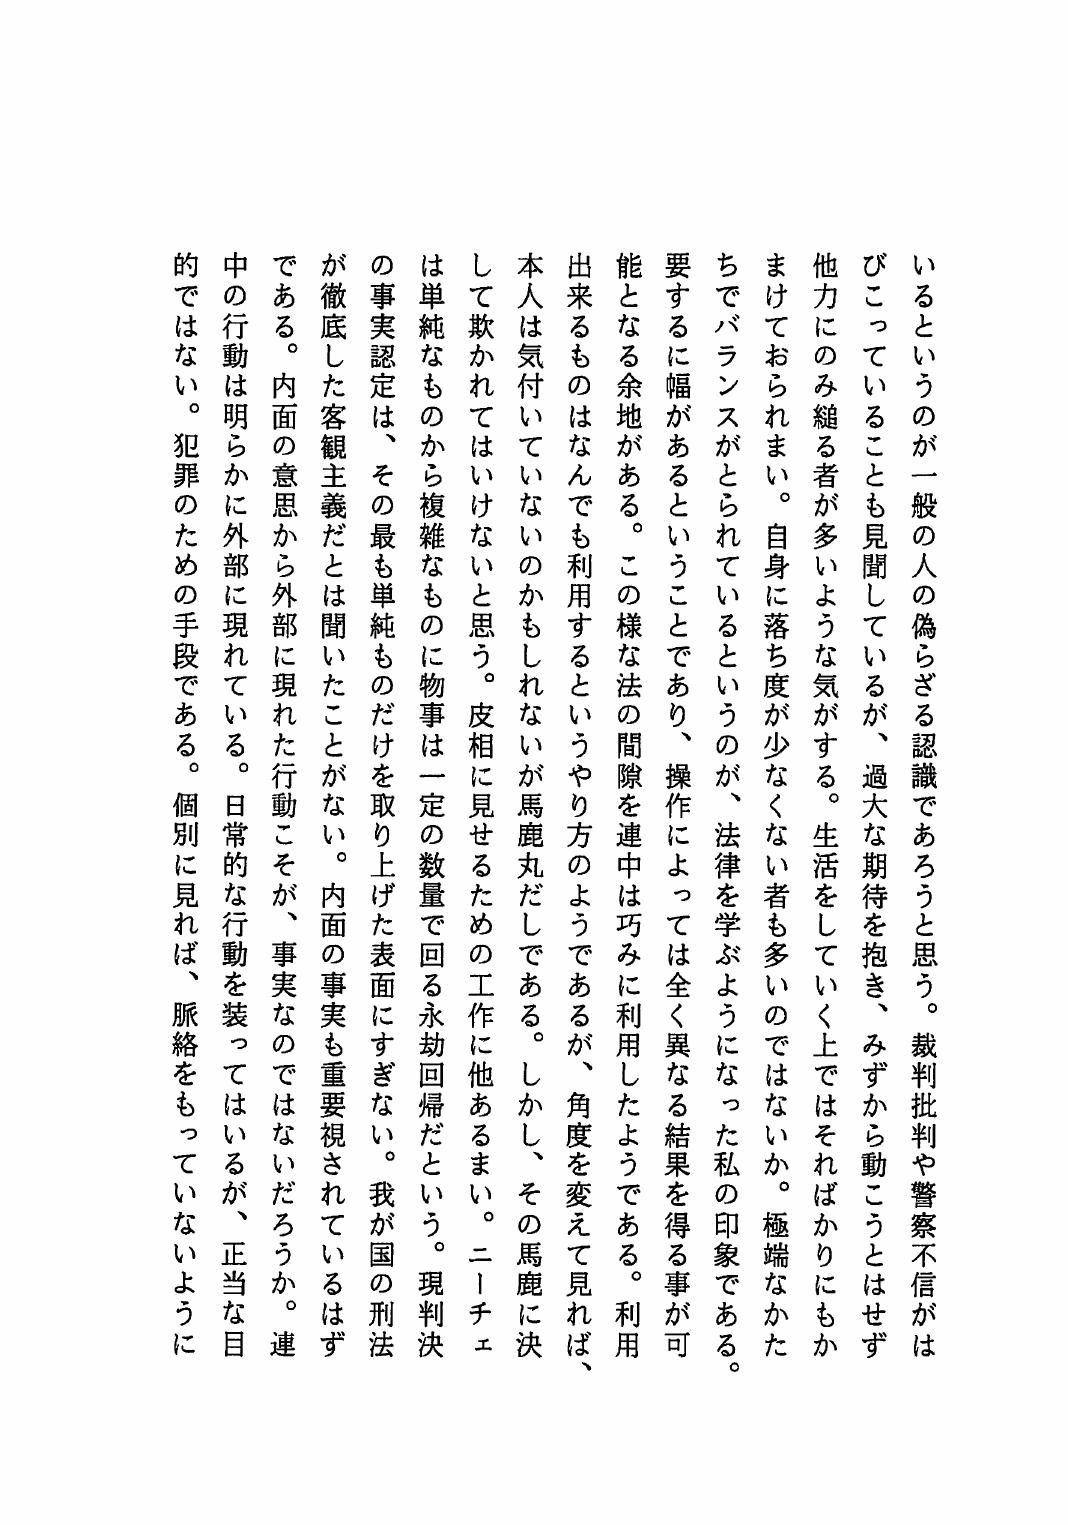 いるというのが一般の人の偽らざる認識であろうと思う。裁判批判や警察不信がは
びこっていることも見聞しているが、過大な期待を抱き、みずから動こうとはせず
他力にのみ縋る者が多いような気がする。生活をしていく上ではそればかりにもか
まけておられまい。自身に落ち度が少なくない者も多いのではないか。極端なかた
ちでバランスがとられているというのが、法律を学ぶようになった私の印象である。
要するに幅があるということであり、操作によっては全く異なる結果を得る事が可
能となる余地がある。この様な法の間隙を連中は巧みに利用したようである。利用
出来るものはなんでも利用するというやり方のようであるが、角度を変えて見れば、
本人は気付いていないのかもしれないが馬鹿丸だしである。しかし、その馬鹿に決
して欺かれてはいけないと思う。皮相に見せるための工作に他あるまい。ニーチェ
は単純なものから複雑なものに物事は一定の数量で回る永劫回帰だという。現判決
の事実認定は、その最も単純ものだけを取り上げた表面にすぎない。我が国の刑法
が徹底した客観主義だとは聞いたことがない。内面の事実も重要視されているはず
である。内面の意思から外部に現れた行動こそが、事実なのではないだろうか。連
中の行動は明らかに外部に現れている。日常的な行動を装ってはいるが、正当な目
的ではない。犯罪のための手段である。個別に見れば、脈絡をもっていないように